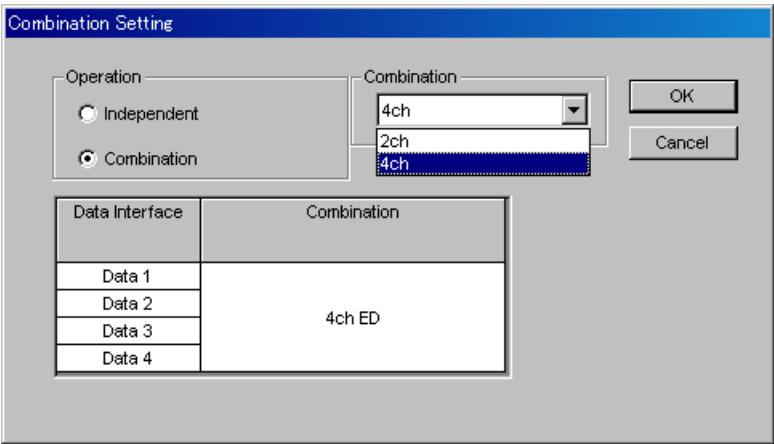 Combination Setting
Operation
Independent
Combination
Combination
4ch
2ch
4ch
OK
Cancel
Data Interface Combination
Data 1
Data 2
Data 3
Data 4
4ch ED